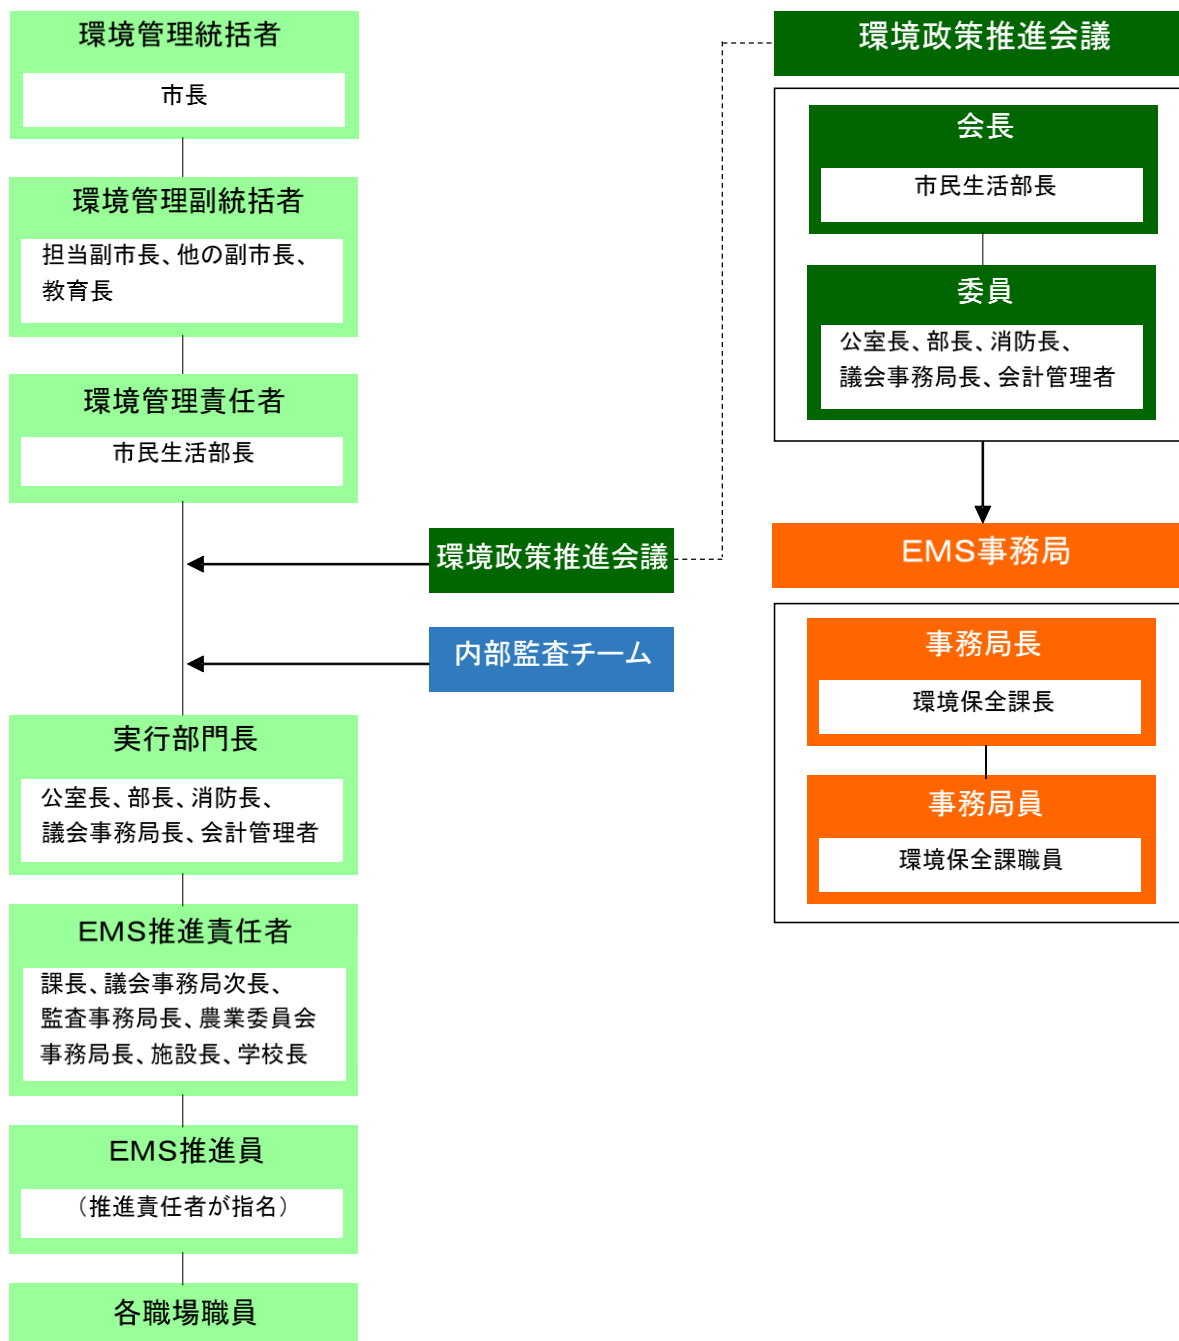 環境管理統括者
市長
環境管理副統括者
担当副市長、他の副市長、
教育長
環境管理責任者
市民生活部長
環境政策推進会議
内部監査チーム
実行部門長
公室長、部長、消防長、
議会事務局長、会計管理者
EMS推進責任者
課長、議会事務局次長、
監査事務局長、農業委員会
事務局長、施設長、学校長
EMS推進員
（推進責任者が指名）
各職場職員
環境政策推進会議
会長
市民生活部長
委員
公室長、部長、消防長、
議会事務局長、会計管理者
EMS事務局
事務局長
環境保全課長
事務局員
環境保全課職員